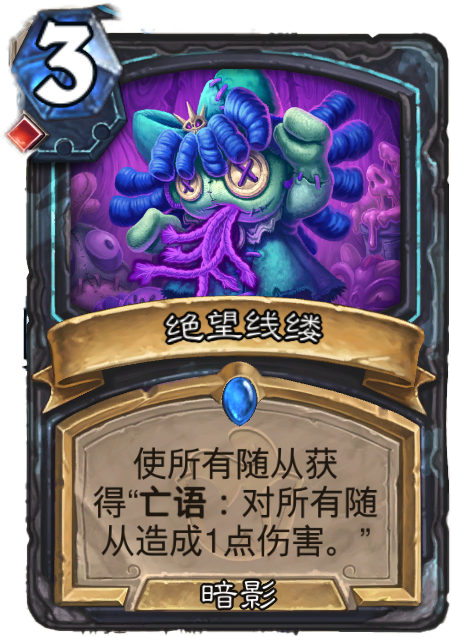 3
绝望线缕
使所有随从获
得“亡语：对所有随
从造成1点伤害。”
暗影